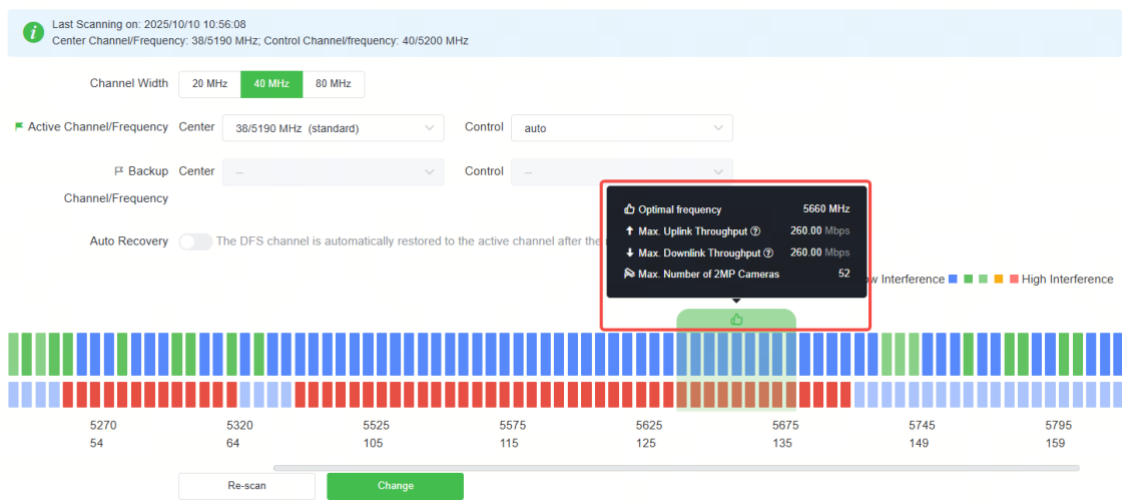 Last Scanning on: 2025/10/10 10:56:08
Center Channel/Frequency: 38/5190 MHz; Control Channel/frequency: 40/5200 MHz
Channel Width 20 MHz 40 MHz 80 MHz
Active Channel/Frequency Center 38/5190 MHz (standard) Control auto
Backup Center – Control –
Channel/Frequency
Optimal frequency 5660 MHz
Max. Uplink Throughput 260.00 Mbps
Max. Downlink Throughput 260.00 Mbps
Max. Number of 2MP Cameras 52
Auto Recovery The DFS channel is automatically restored to the active channel after the
Interference High Interference
5270 5320 5525 5575 5625 5675 5745 5795
54 64 105 115 125 135 149 159
Re-scan Change